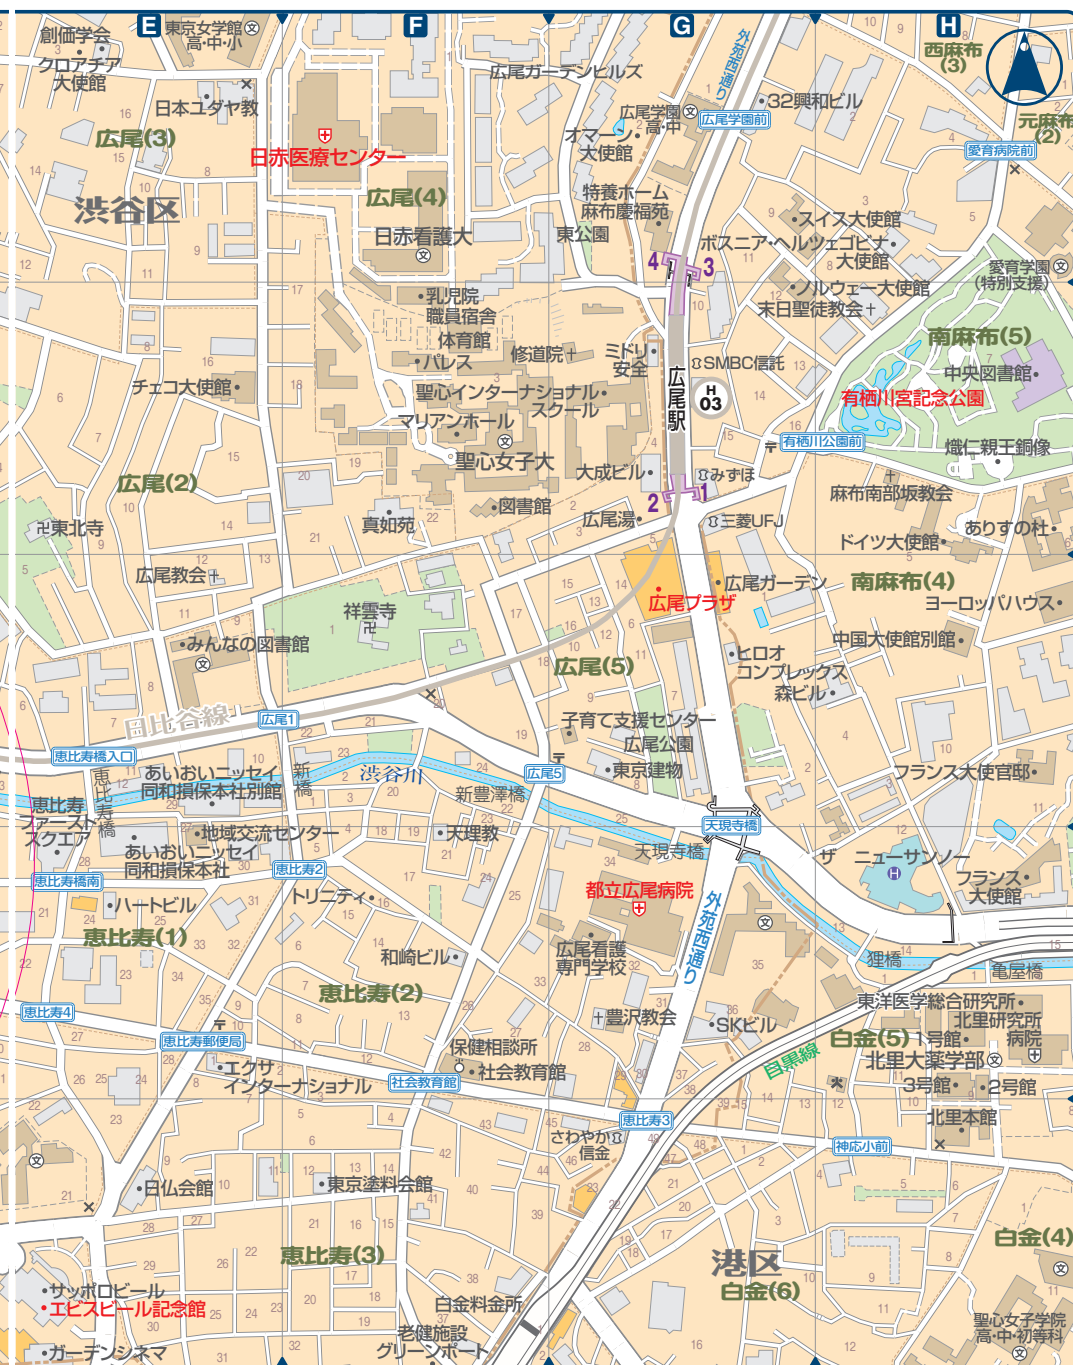 E
F
G
H
創価学会
クロアチア
大使館
東京女学館
高・中・小
日本ユダヤ教
広尾(3)
渋谷区
日赤医療センター
広尾(4)
日赤看護大
広尾ガーデンヒルズ
外苑西通り
広尾学園
高・中
オマーン
大使館
広尾学園前
32興和ビル
西麻布
(3)
元麻布
(2)
愛育病院前
特養ホーム
麻布慶福苑
東公園
スイス大使館
ボスニア・ヘルツェゴビナ
大使館
ノルウェー大使館
末日聖徒教会
愛育学園
(特別支援)
4
3
乳児院
職員宿舎
体育館
パレス
修道院
ミドリ
安全
広尾駅
H
03
SMBC信託
南麻布(5)
中央図書館
有栖川宮記念公園
有栖川公園前
熾仁親王銅像
チェコ大使館
聖心インターナショナル
スクール
マリアンホール
聖心女子大
大成ビル
みずほ
2
1
図書館
広尾湯
三菱UFJ
麻布南部坂教会
ドイツ大使館
ありすの杜
広尾(2)
東北寺
真如苑
広尾教会
祥雲寺
みんなの図書館
広尾プラザ
広尾ガーデン
南麻布(4)
ヨーロッパハウス
中国大使館別館
広尾(5)
ヒロオ
コンプレックス
森ビル
日比谷線
広尾1
恵比寿橋入口
子育て支援センター
広尾公園
東京建物
広尾5
フランス大使館官邸
恵比寿橋
あいおいニッセイ
同和損保本社別館
新橋
渋谷川
新豊澤橋
恵比寿
ファースト
スクエア
地域交流センター
あいおいニッセイ
同和損保本社
天理教
天現寺橋
天現寺橋
ザ ニューサンノー
H
フランス
大使館
恵比寿橋南
恵比寿2
ハートビル
トリニティ
都立広尾病院
外苑西通り
恵比寿(1)
和崎ビル
広尾看護
専門学校
狸橋
亀屋橋
恵比寿(2)
恵比寿4
恵比寿郵便局
豊沢教会
SKビル
目黒線
東洋医学総合研究所
北里研究所
病院
白金(5)
1号館
北里大薬学部
3号館
2号館
北里本館
エクサ
インターナショナル
保健相談所
社会教育館
社会教育館
恵比寿3
さわやか
信金
神応小前
日仏会館
東京塗料会館
恵比寿(3)
港区
白金(6)
白金(4)
サッポロビール
エビスビール記念館
ガーデンシネマ
白金料金所
老健施設
グリーンポート
聖心女子学院
高・中・初等科